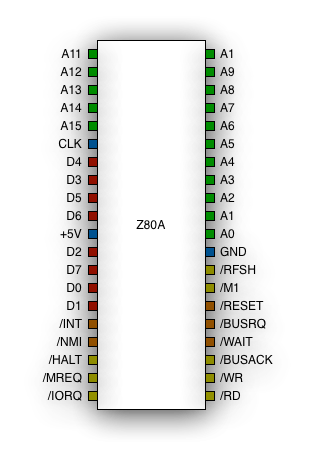 A11 A1
A12 A9
A13 A8
A14 A7
A15 A6
CLK A5
D4 A4
D3 A3
D5 A2
D6 A1
+5V A0
D2 GND
D7 /RFSH
D0 /M1
D1 /RESET
/INT /BUSRQ
/NMI /WAIT
/HALT /BUSACK
/MREQ /WR
/IORQ /RD
Z80A